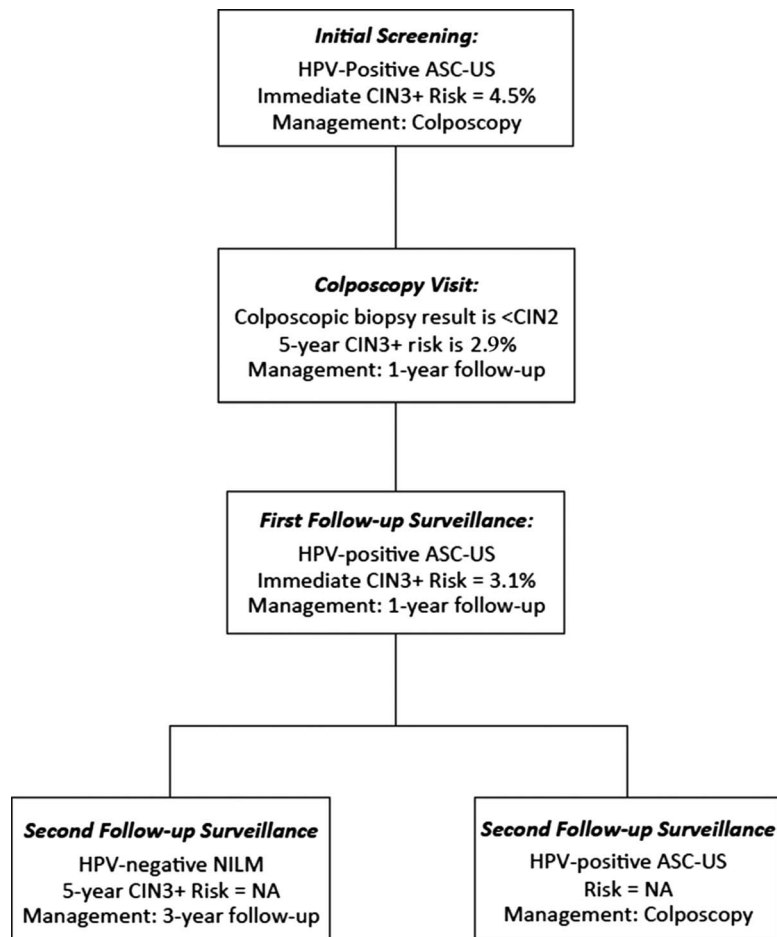 Initial Screening:
HPV-Positive ASC-US
Immediate CIN3+ Risk = 4.5%
Management: Colposcopy
Colposcopy Visit:
Colposcopic biopsy result is <CIN2
5-year CIN3+ risk is 2.9%
Management: 1-year follow-up
First Follow-up Surveillance:
HPV-positive ASC-US
Immediate CIN3+ Risk = 3.1%
Management: 1-year follow-up
Second Follow-up Surveillance
HPV-negative NILM
5-year CIN3+ Risk = NA
Management: 3-year follow-up
Second Follow-up Surveillance
HPV-positive ASC-US
Risk = NA
Management: Colposcopy